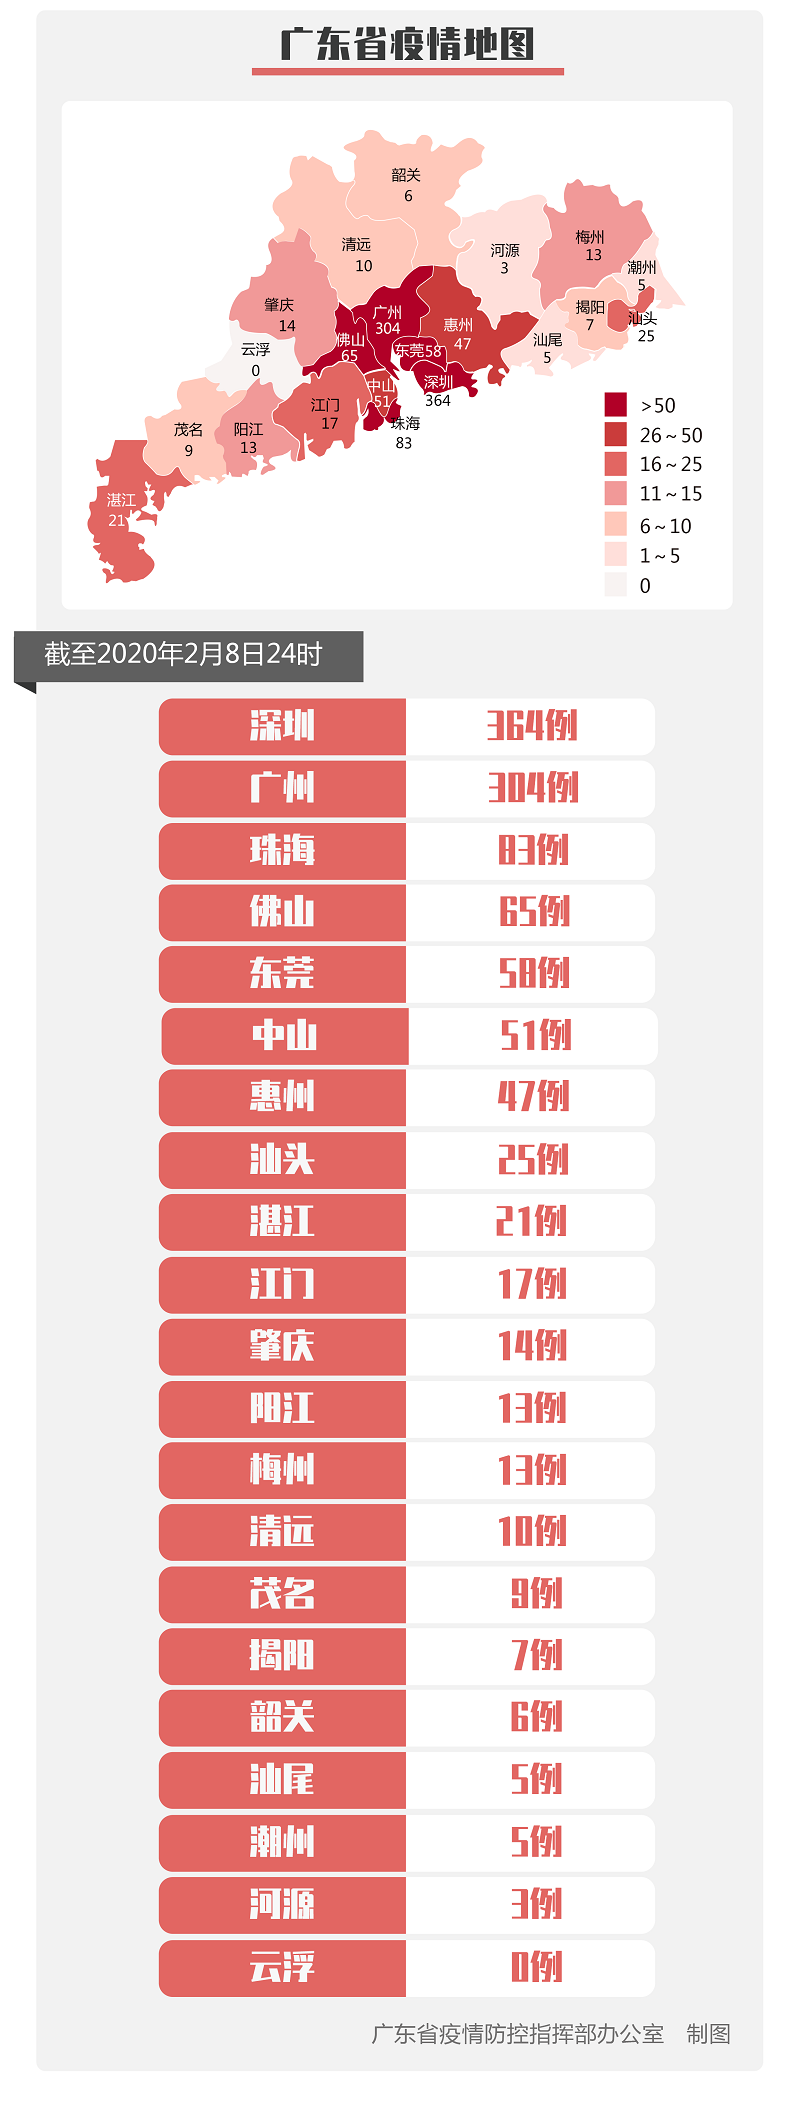 广东省疫情地图
韶关
6
清远
10
河源
3
梅州
13
潮州
5
肇庆
14
广州
304
惠州
47
揭阳
7
汕头
25
佛山
65
东莞58
汕尾
5
云浮
0
深圳
364
中山
51
江门
17
珠海
83
茂名
9
阳江
13
湛江
21
>50
26~50
16~25
11~15
6~10
1~5
0
截至2020年2月8日24时
深圳 364例
广州 304例
珠海 83例
佛山 65例
东莞 58例
中山 51例
惠州 47例
汕头 25例
湛江 21例
江门 17例
肇庆 14例
阳江 13例
梅州 13例
清远 10例
茂名 9例
揭阳 7例
韶关 6例
汕尾 5例
潮州 5例
河源 3例
云浮 0例
广东省疫情防控指挥部办公室 制图